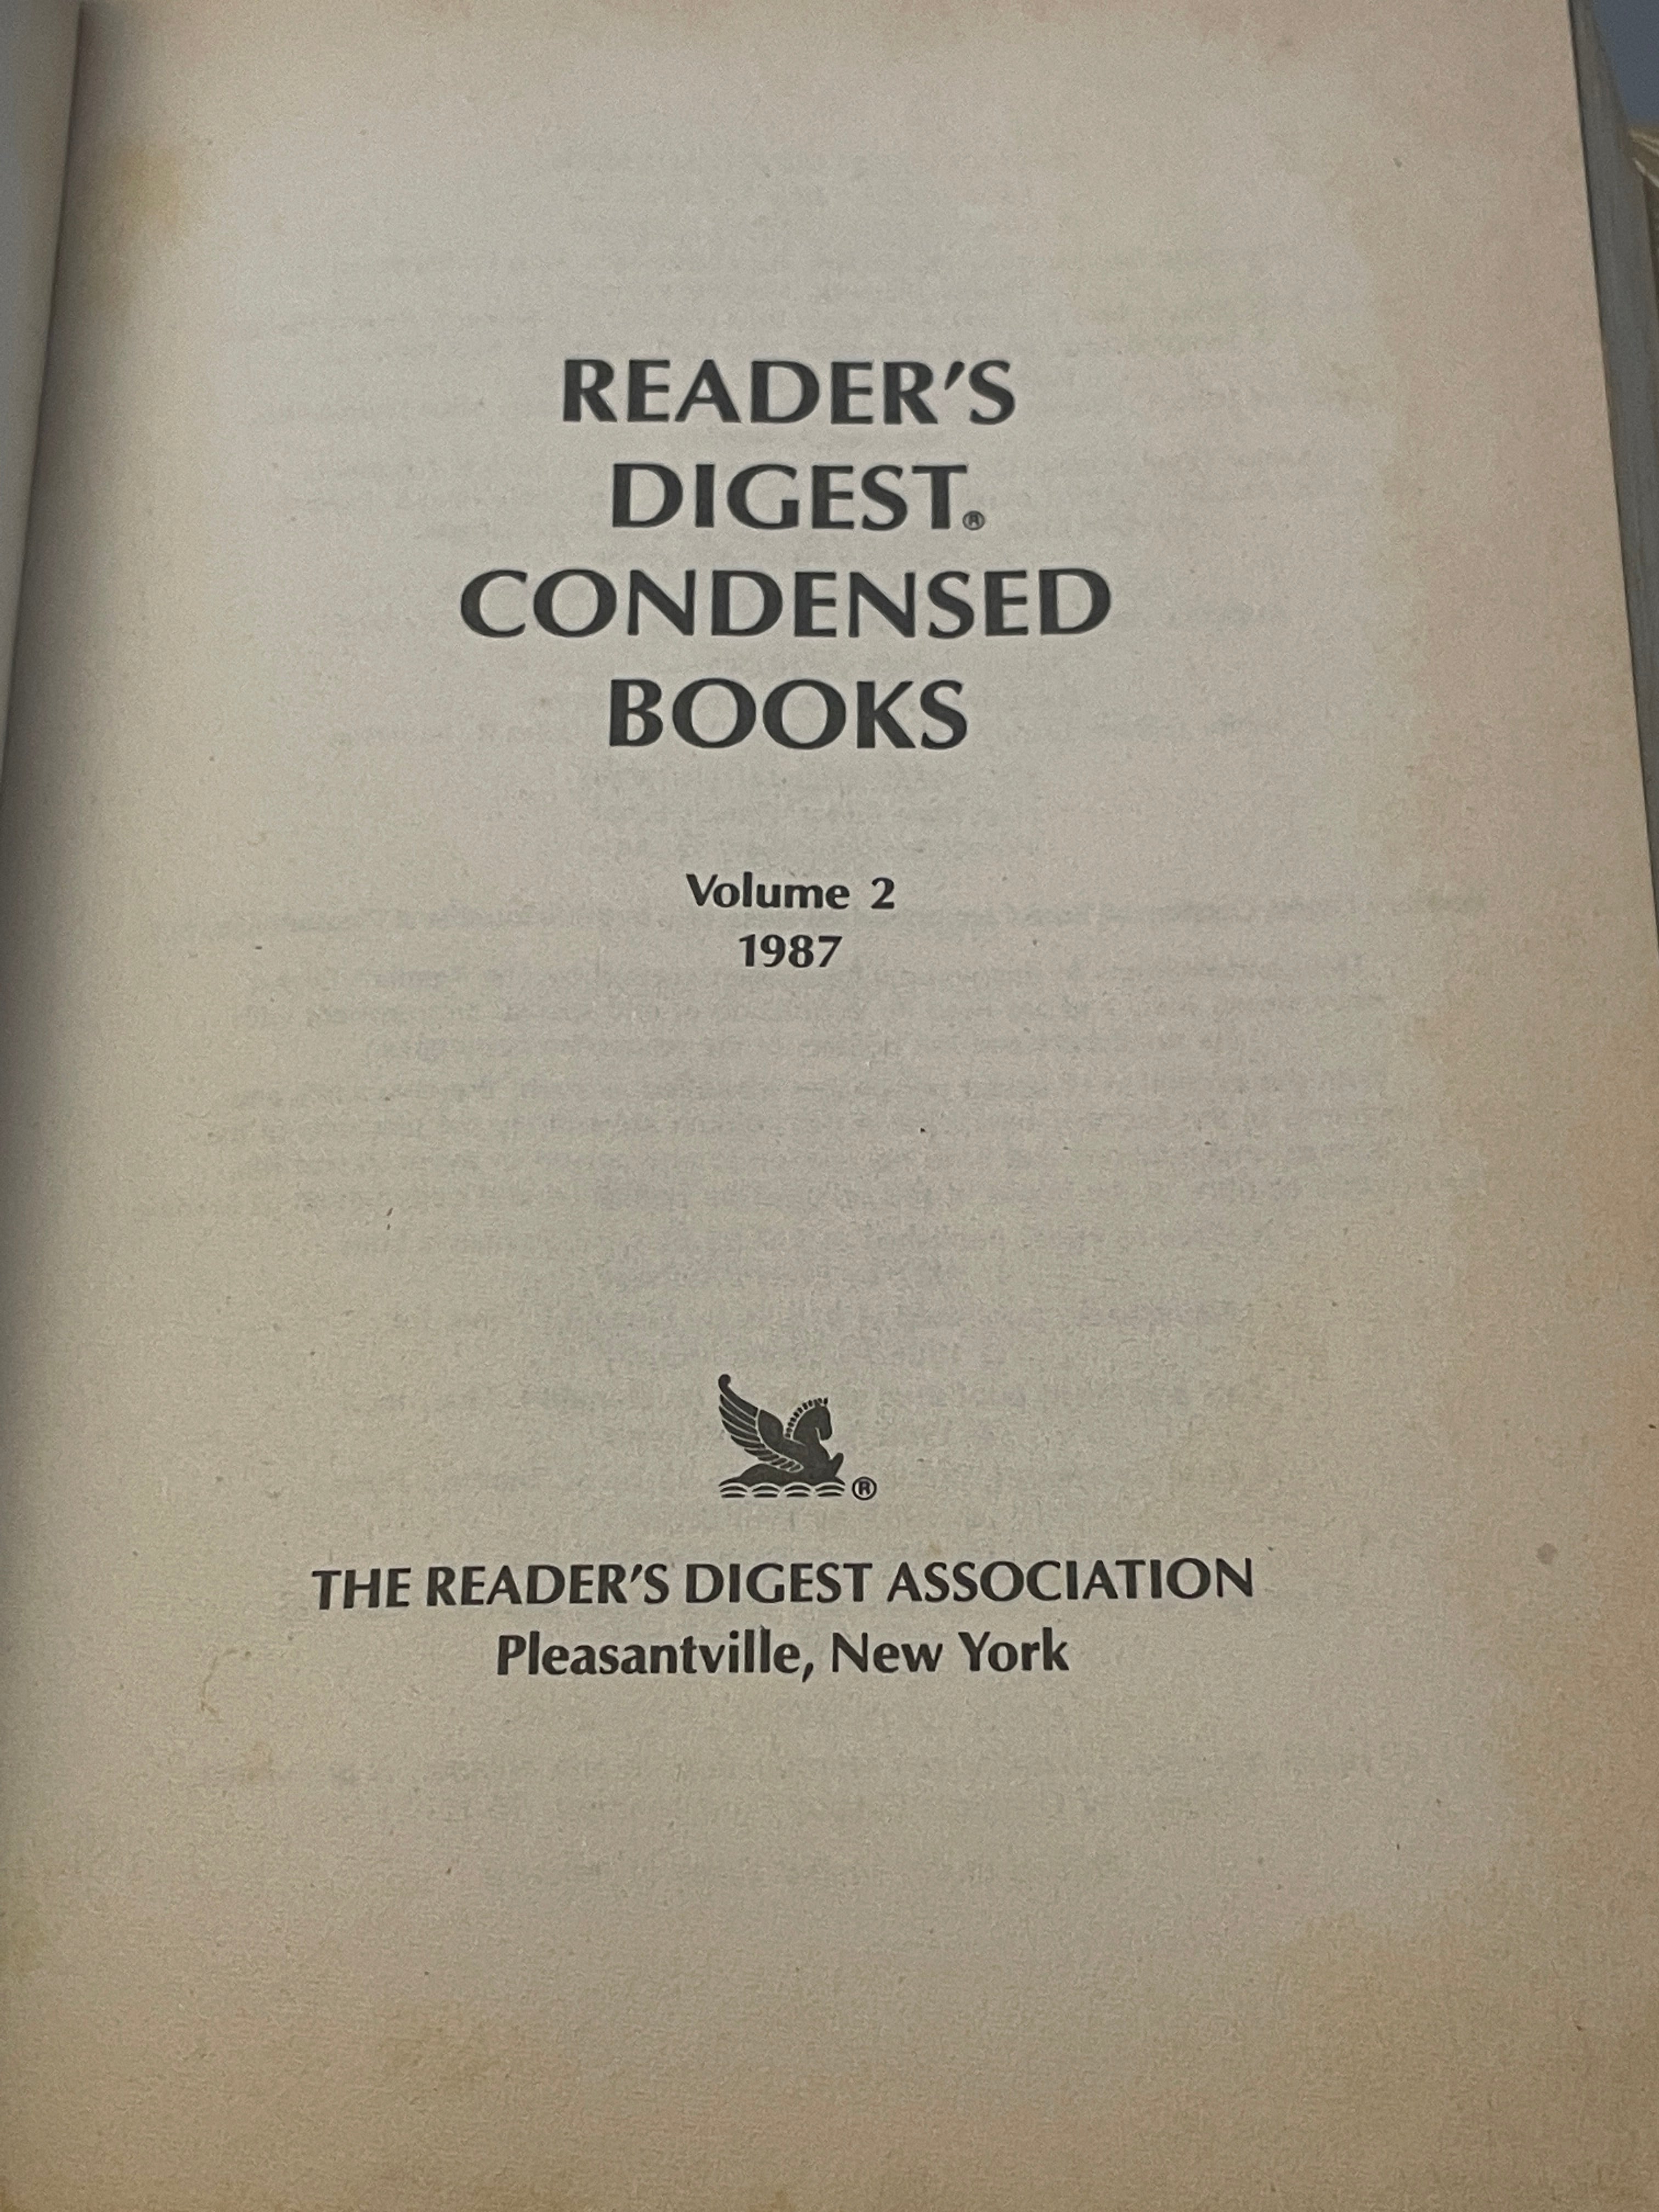 READER'S
DIGEST®
CONDENSED
BOOKS
Volume 2
1987
®
THE READER'S DIGEST ASSOCIATION
Pleasantville, New York